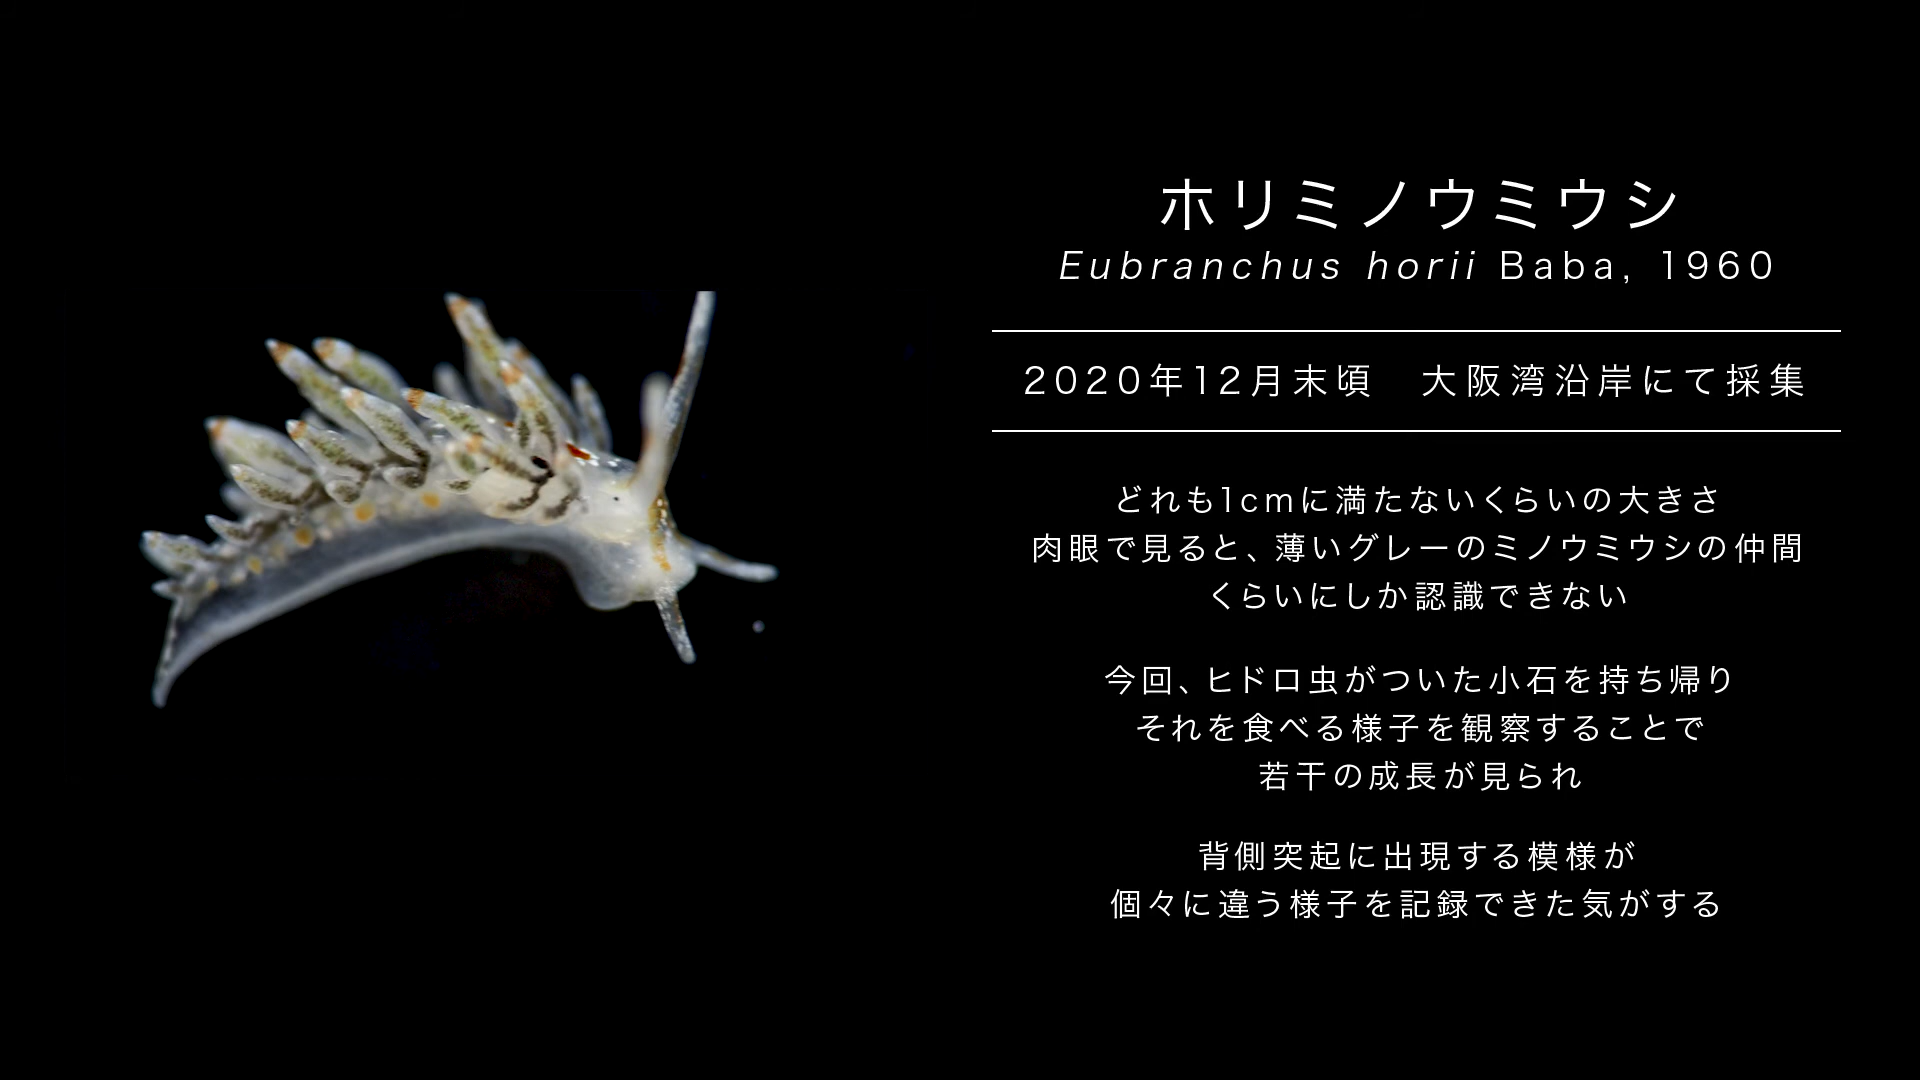 ホリミノウミウシ
Eubranchus horii Baba, 1960
2020年12月末頃　大阪湾沿岸にて採集
どれも1cmに満たないくらいの大きさ
肉眼で見ると、薄いグレーのミノウミウシの仲間
くらいにしか認識できない
今回、ヒドロ虫がついた小石を持ち帰り
それを食べる様子を観察することで
若干の成長が見られ
背側突起に出現する模様が
個々に違う様子を記録できた気がする